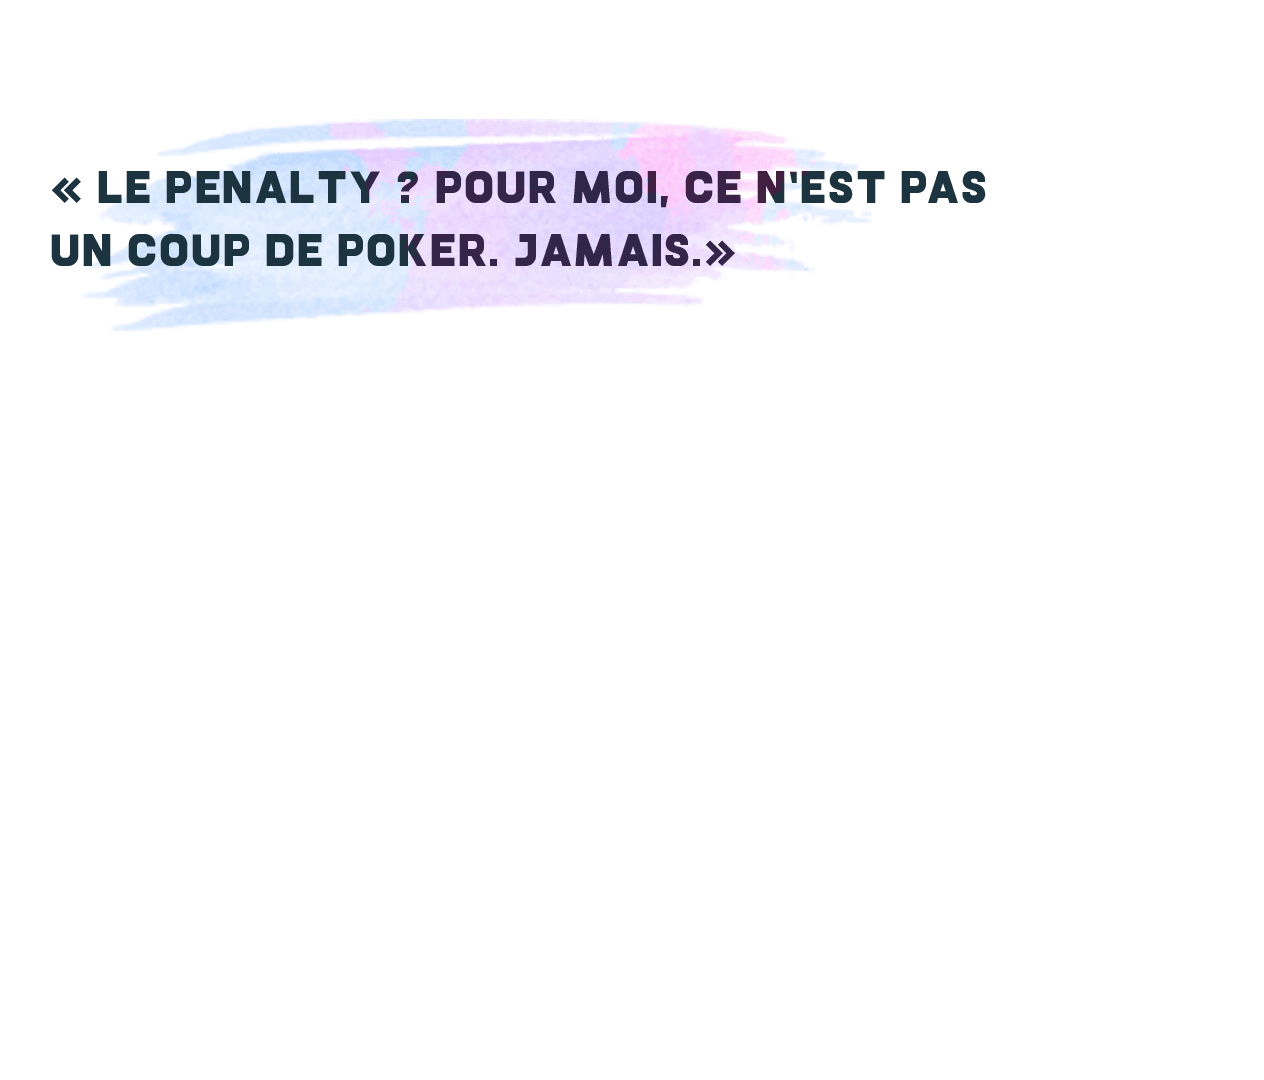 « LE PENALTY ? POUR MOI, CE N'EST PAS
UN COUP DE POKER. JAMAIS.»